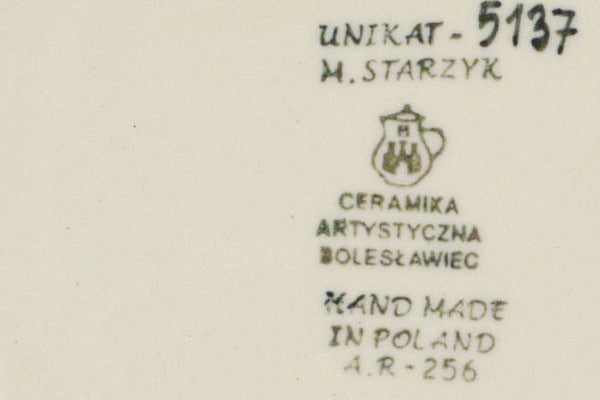 UNIKAT - 5137
M. STARZYK
CERAMIKA
ARTYSTYCZNA
BOLESŁAWIEC
HAND MADE
IN POLAND
A.R - 256